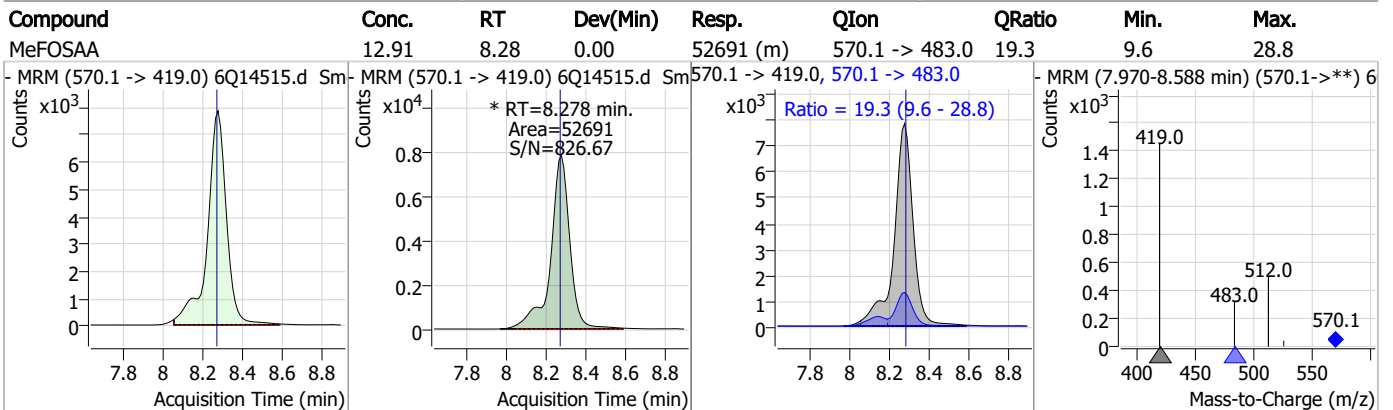 Compound Conc. RT Dev(Min) Resp. QIon QRatio Min. Max.
MeFOSAA 12.91 8.28 0.00 52691 (m) 570.1 -> 483.0 19.3 9.6 28.8
- MRM (570.1 -> 419.0) 6Q14515.d Sm
Counts
x10³
6
5
4
3
2
1
0
7.8 8 8.2 8.4 8.6 8.8
Acquisition Time (min)
- MRM (570.1 -> 419.0) 6Q14515.d Sm
Counts
x10⁴
* RT=8.278 min.
Area=52691
S/N=826.67
0.8
0.6
0.4
0.2
0
7.8 8 8.2 8.4 8.6 8.8
Acquisition Time (min)
570.1 -> 419.0, 570.1 -> 483.0
Counts
x10³
Ratio = 19.3 (9.6 - 28.8)
7
6
5
4
3
2
1
0
7.8 8 8.2 8.4 8.6 8.8
Acquisition Time (min)
- MRM (7.970-8.588 min) (570.1->**) 6
Counts
x10³
419.0
1.4
1.2
1
0.8
0.6
0.4
0.2
0
512.0
483.0
570.1
400 450 500 550
Mass-to-Charge (m/z)